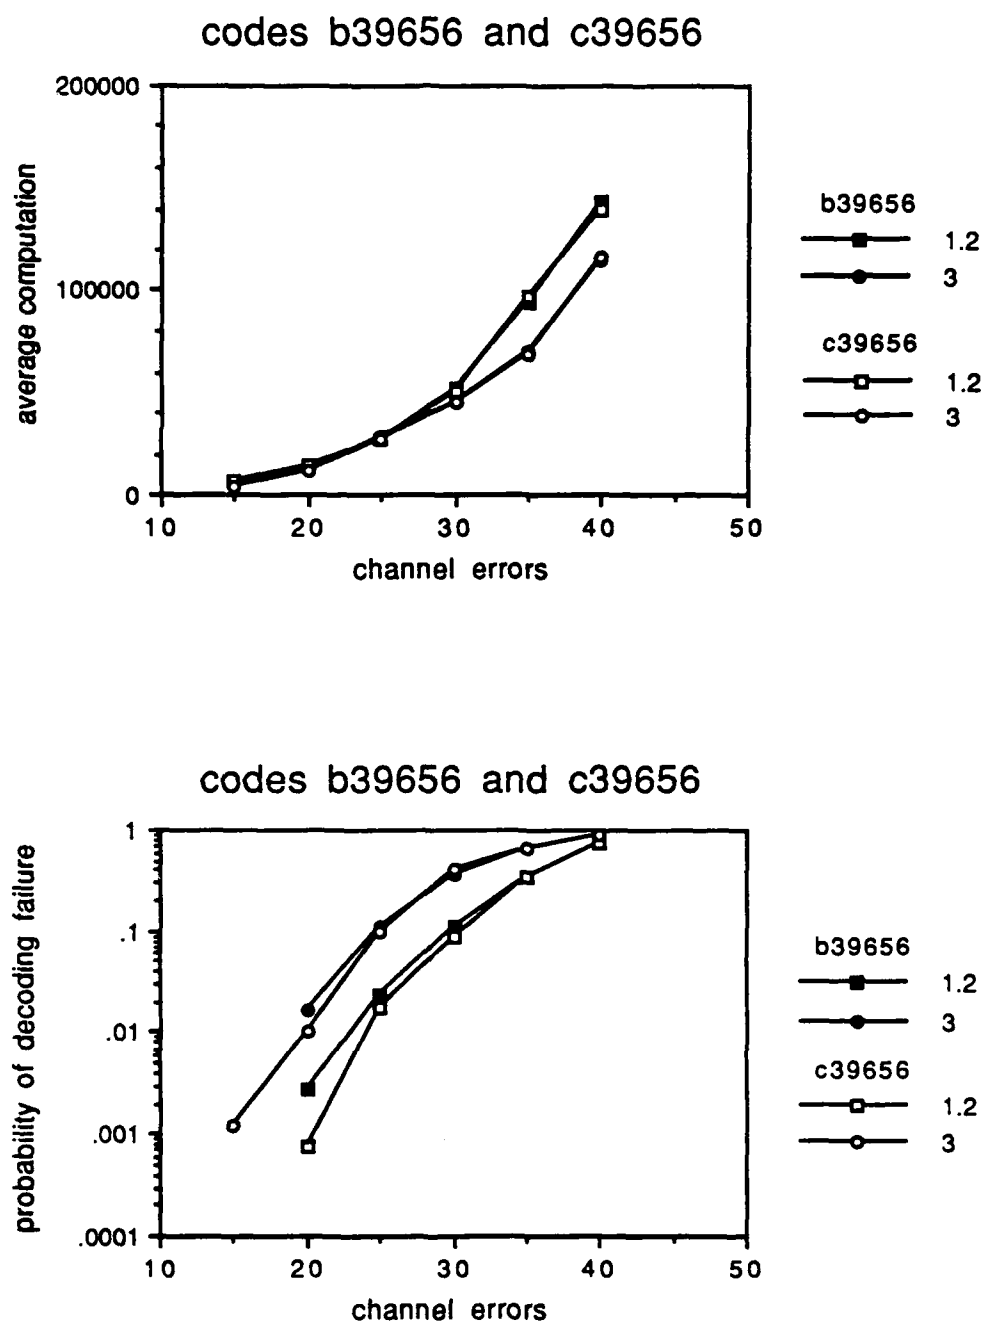 codes b39656 and c39656
200000
100000
0
average computation
10 20 30 40 50
channel errors
b39656
1.2
3
c39656
1.2
3
codes b39656 and c39656
1
.1
.01
.001
.0001
probability of decoding failure
10 20 30 40 50
channel errors
b39656
1.2
3
c39656
1.2
3